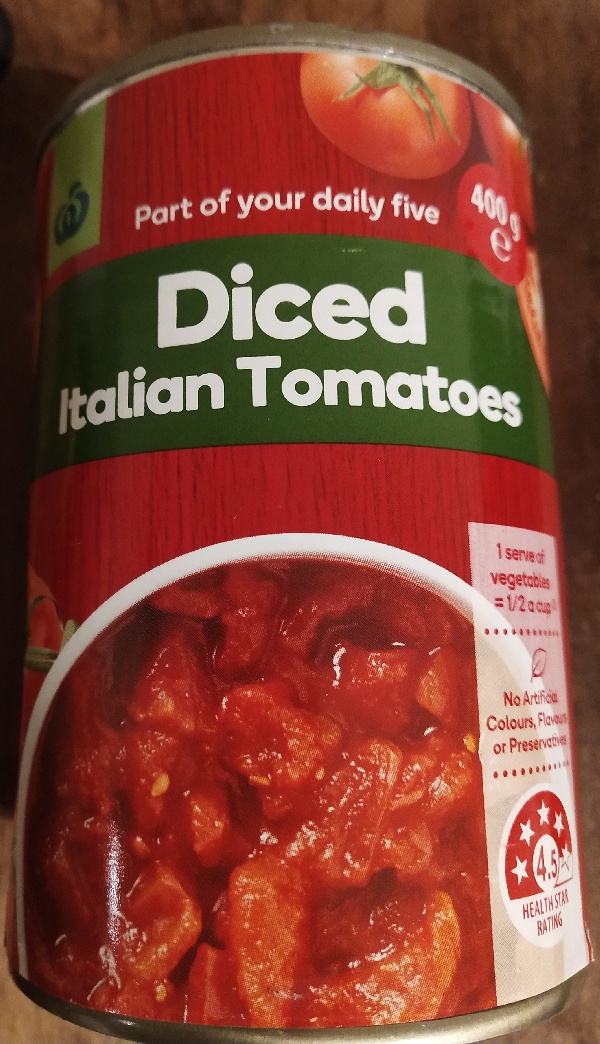 Part of your daily five
400 g
e
Diced
Italian Tomatoes
1 serve of
vegetables
= 1/2 a cup
No Artificial
Colours, Flavours
or Preservatives
4.5
HEALTH STAR
RATING